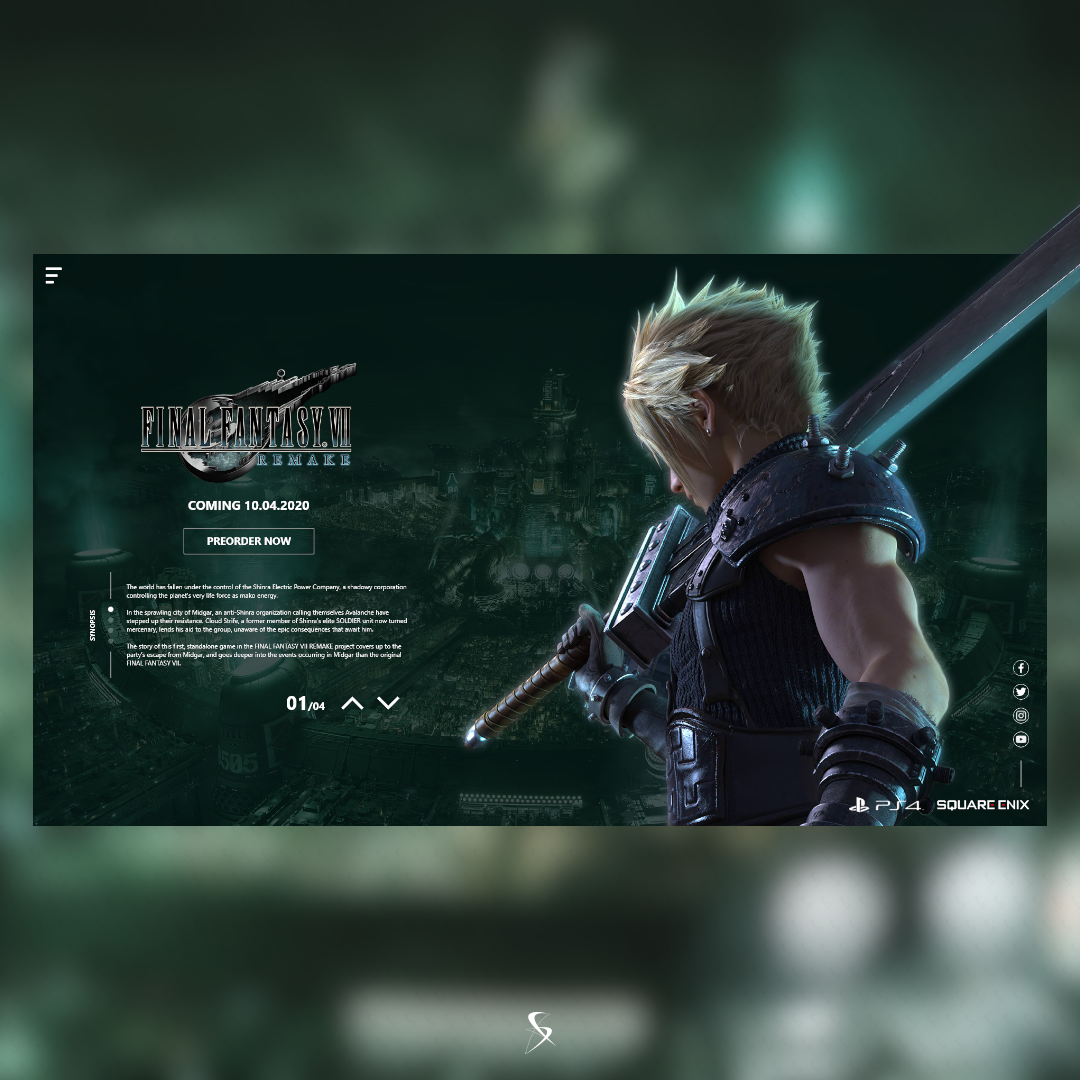 FINAL FANTASY VII
REMAKE
COMING 10.04.2020
PREORDER NOW
SYNOPSIS
The world has fallen under the control of the Shinra Electric Power Company, a shadowy corporation
controlling the planet's very life force as mako energy.
In the sprawling city of Midgar, an anti-Shinra organization calling themselves Avalanche have
stepped up their resistance. Cloud Strife, a former member of Shinra's elite SOLDIER unit now turned
mercenary, lends his aid to the group, unaware of the epic consequences that await him.
The story of this first, standalone game in the FINAL FANTASY VII REMAKE project covers up to the
party's escape from Midgar, and goes deeper into the events occurring in Midgar than the original
FINAL FANTASY VII.
01/04
PS4
SQUARE ENIX